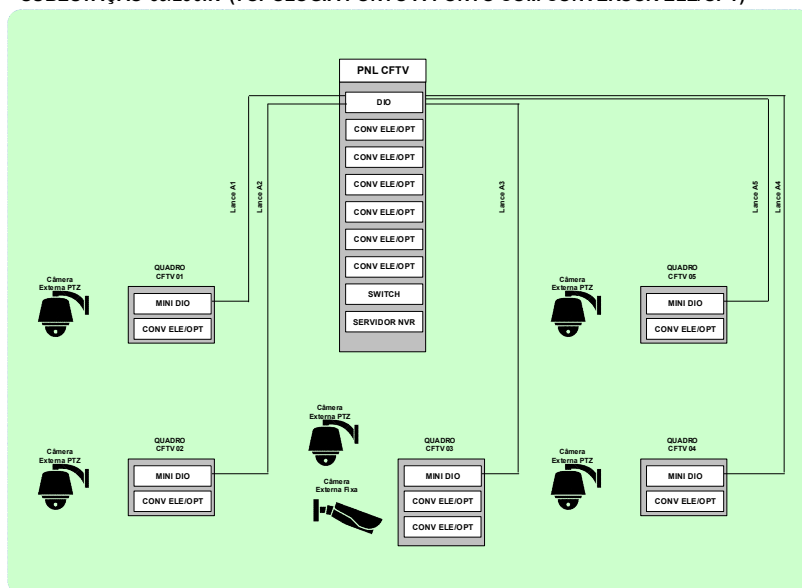 PNL CFTV
DIO
CONV ELE/OPT
CONV ELE/OPT
CONV ELE/OPT
CONV ELE/OPT
CONV ELE/OPT
CONV ELE/OPT
SWITCH
SERVIDOR NVR
Lance A1
Lance A2
Lance A3
Lance A5
Lance A4
Câmera
Externa PTZ
QUADRO
CFTV 01
MINI DIO
CONV ELE/OPT
Câmera
Externa PTZ
QUADRO
CFTV 05
MINI DIO
CONV ELE/OPT
Câmera
Externa PTZ
QUADRO
CFTV 02
MINI DIO
CONV ELE/OPT
Câmera
Externa PTZ
Câmera
Externa Fixa
QUADRO
CFTV 03
MINI DIO
CONV ELE/OPT
CONV ELE/OPT
Câmera
Externa PTZ
QUADRO
CFTV 04
MINI DIO
CONV ELE/OPT